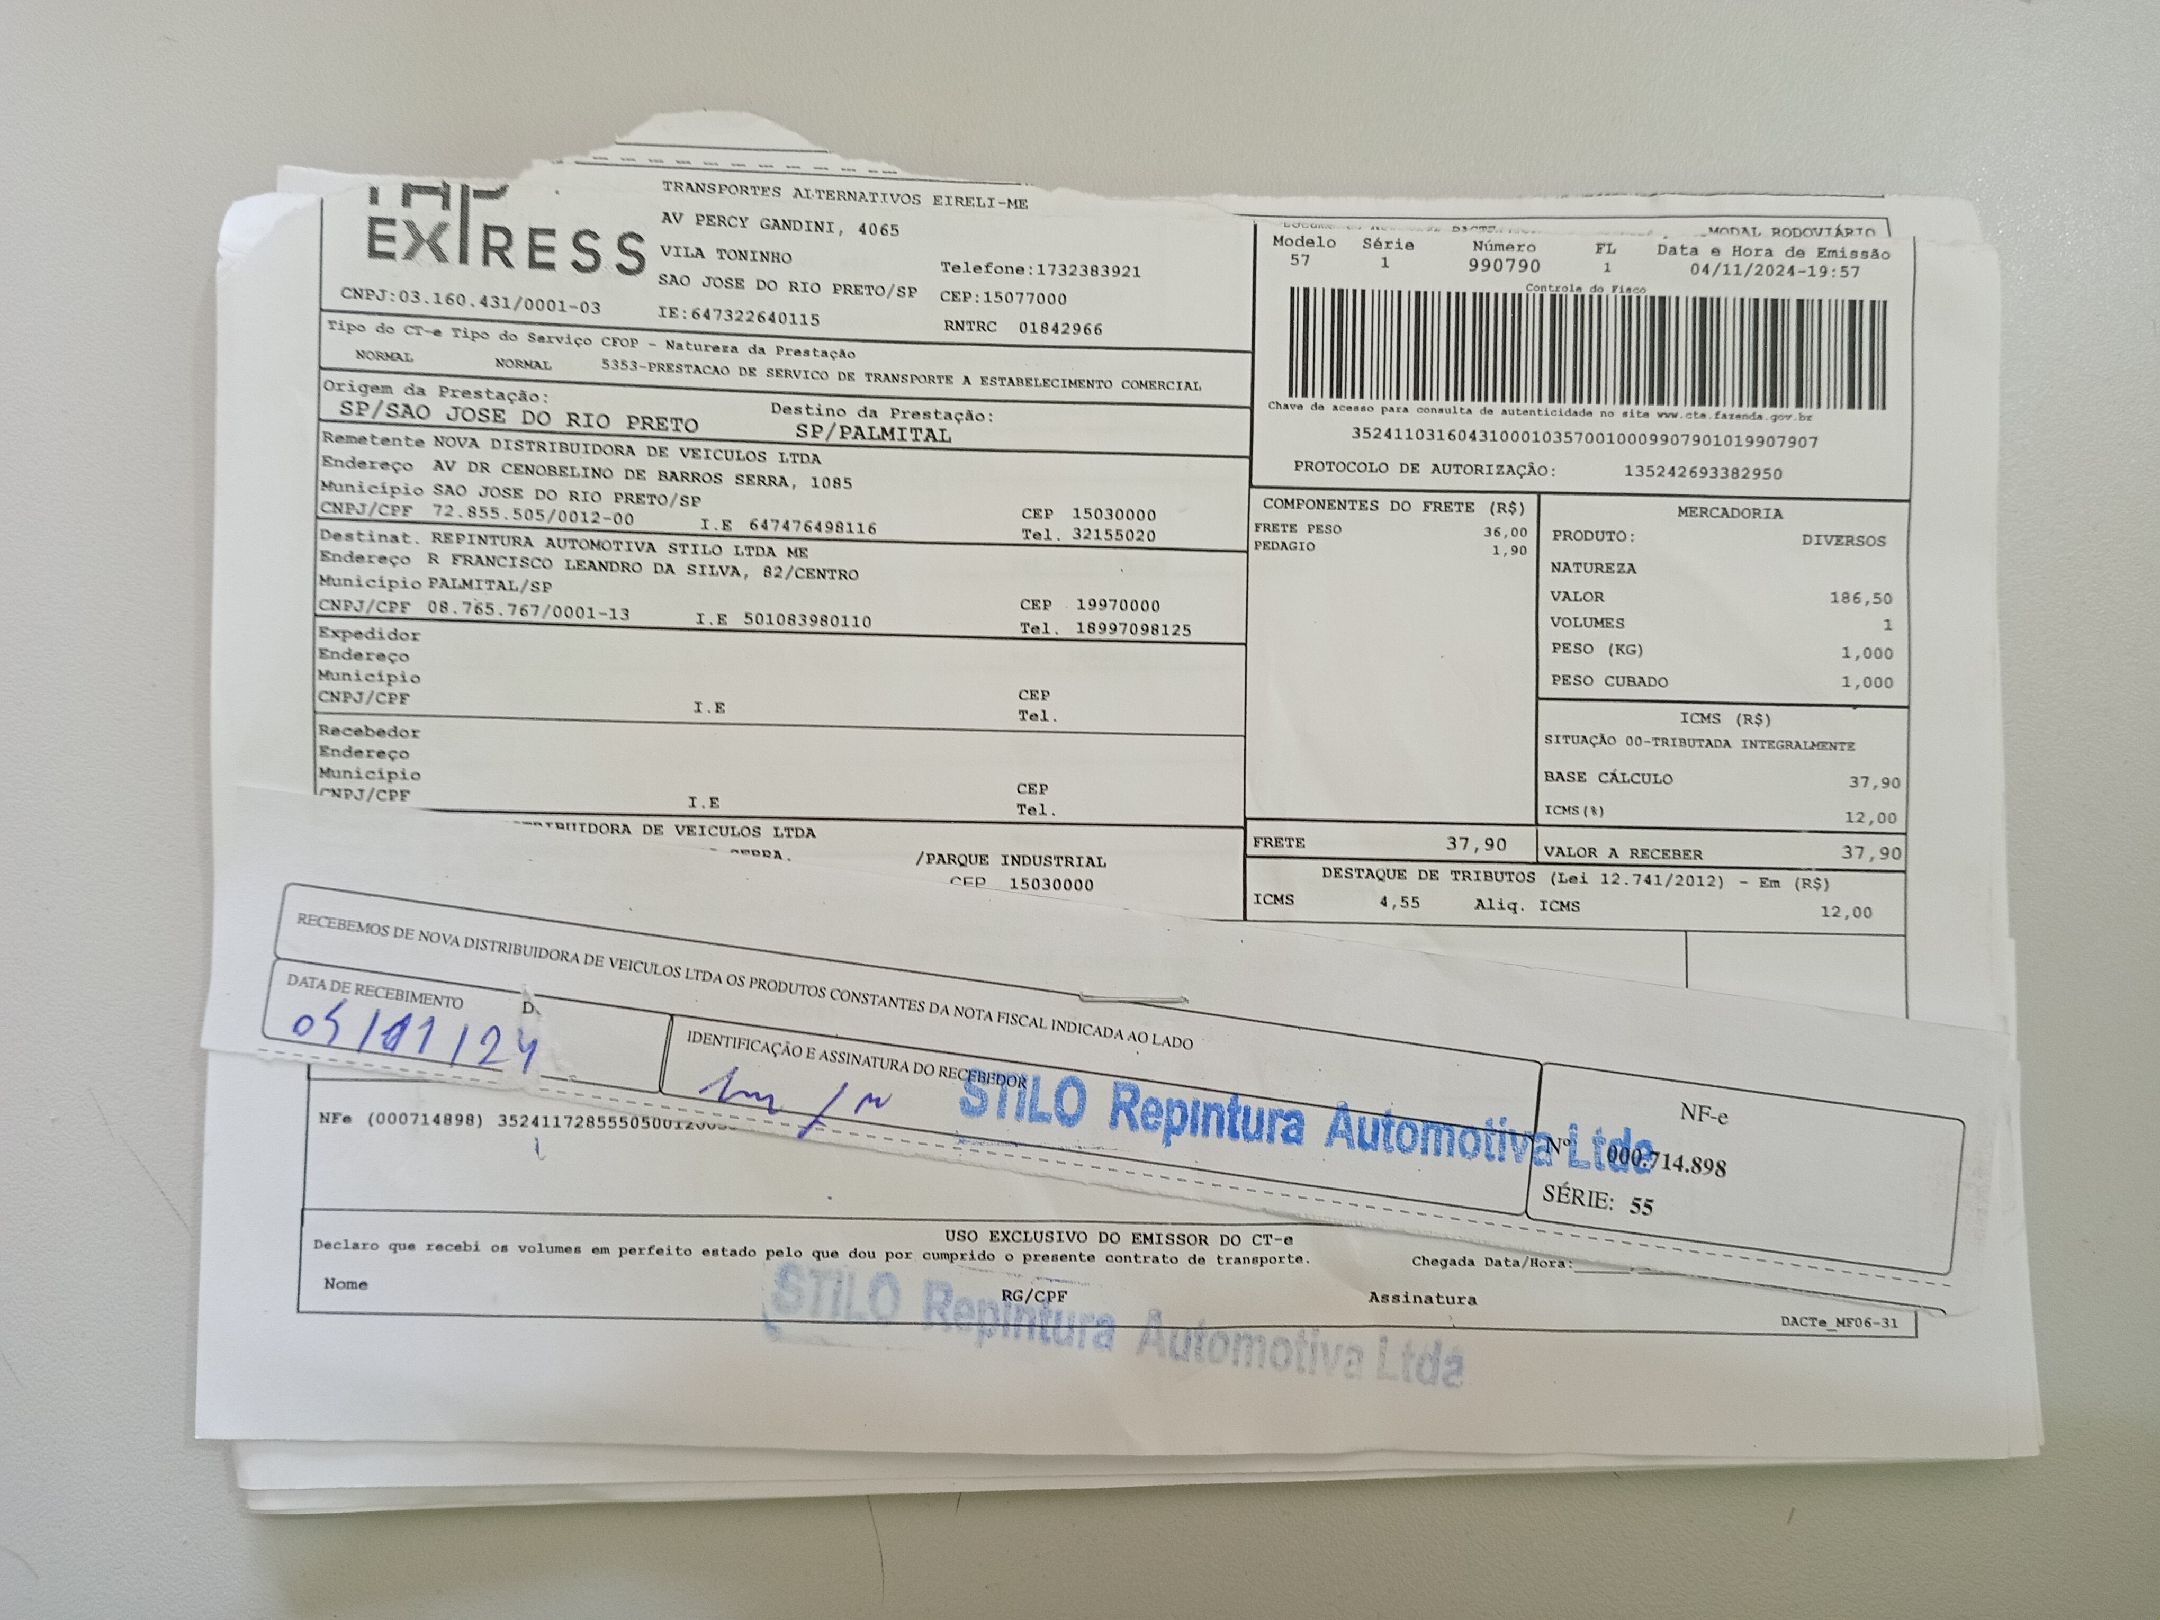 EXPRESS
TRANSPORTES ALTERNATIVOS EIRELI-ME
AV PERCY GANDINI, 4065
VILA TONINHO
SAO JOSE DO RIO PRETO/SP
Telefone:1732383921
CEP:15077000
CNPJ:03.160.431/0001-03
IE:647322640115
RNTRC 01842966
MODAL RODOVIÁRIO
Modelo Série Número FL Data e Hora de Emissão
57 1 990790 1 04/11/2024-19:57
Controle do Fisco
Chave de acesso para consulta de autenticidade no site www.cte.fazenda.gov.br
35241103160431000103570010009907901019907907
PROTOCOLO DE AUTORIZAÇÃO: 135242693382950
Tipo do CT-e Tipo do Serviço CFOP - Natureza da Prestação
NORMAL NORMAL 5353-PRESTACAO DE SERVICO DE TRANSPORTE A ESTABELECIMENTO COMERCIAL
Origem da Prestação: Destino da Prestação:
SP/SAO JOSE DO RIO PRETO SP/PALMITAL
Remetente NOVA DISTRIBUIDORA DE VEICULOS LTDA
Endereço AV DR CENOBELINO DE BARROS SERRA, 1085
Município SAO JOSE DO RIO PRETO/SP CEP 15030000
CNPJ/CPF 72.855.505/0012-00 I.E 647476498116 Tel. 32155020
Destinat. REPINTURA AUTOMOTIVA STILO LTDA ME
Endereço R FRANCISCO LEANDRO DA SILVA, 82/CENTRO
Município PALMITAL/SP CEP 19970000
CNPJ/CPF 08.765.767/0001-13 I.E 501083980110 Tel. 18997098125
Expedidor
Endereço
Município CEP
CNPJ/CPF I.E Tel.
Recebedor
Endereço
Município CEP
CNPJ/CPF I.E Tel.
DE VEICULOS LTDA
/PARQUE INDUSTRIAL
CEP 15030000
COMPONENTES DO FRETE (R$)
FRETE PESO 36,00
PEDAGIO 1,90
MERCADORIA
PRODUTO: DIVERSOS
NATUREZA
VALOR 186,50
VOLUMES 1
PESO (KG) 1,000
PESO CUBADO 1,000
ICMS (R$)
SITUAÇÃO 00-TRIBUTADA INTEGRALMENTE
BASE CÁLCULO 37,90
ICMS(%) 12,00
FRETE 37,90 VALOR A RECEBER 37,90
DESTAQUE DE TRIBUTOS (Lei 12.741/2012) - Em (R$)
ICMS 4,55 Aliq. ICMS 12,00
RECEBEMOS DE NOVA DISTRIBUIDORA DE VEICULOS LTDA OS PRODUTOS CONSTANTES DA NOTA FISCAL INDICADA AO LADO
DATA DE RECEBIMENTO
05/11/24
IDENTIFICAÇÃO E ASSINATURA DO RECEBEDOR
STILO Repintura Automotiva Ltda
NF-e
Nº 000.714.898
SÉRIE: 55
NFe (000714898)
USO EXCLUSIVO DO EMISSOR DO CT-e
Declaro que recebi os volumes em perfeito estado pelo que dou por cumprido o presente contrato de transporte. Chegada Data/Hora:
Nome RG/CPF Assinatura
DACTe_MF06-31
STILO Repintura Automotiva Ltda